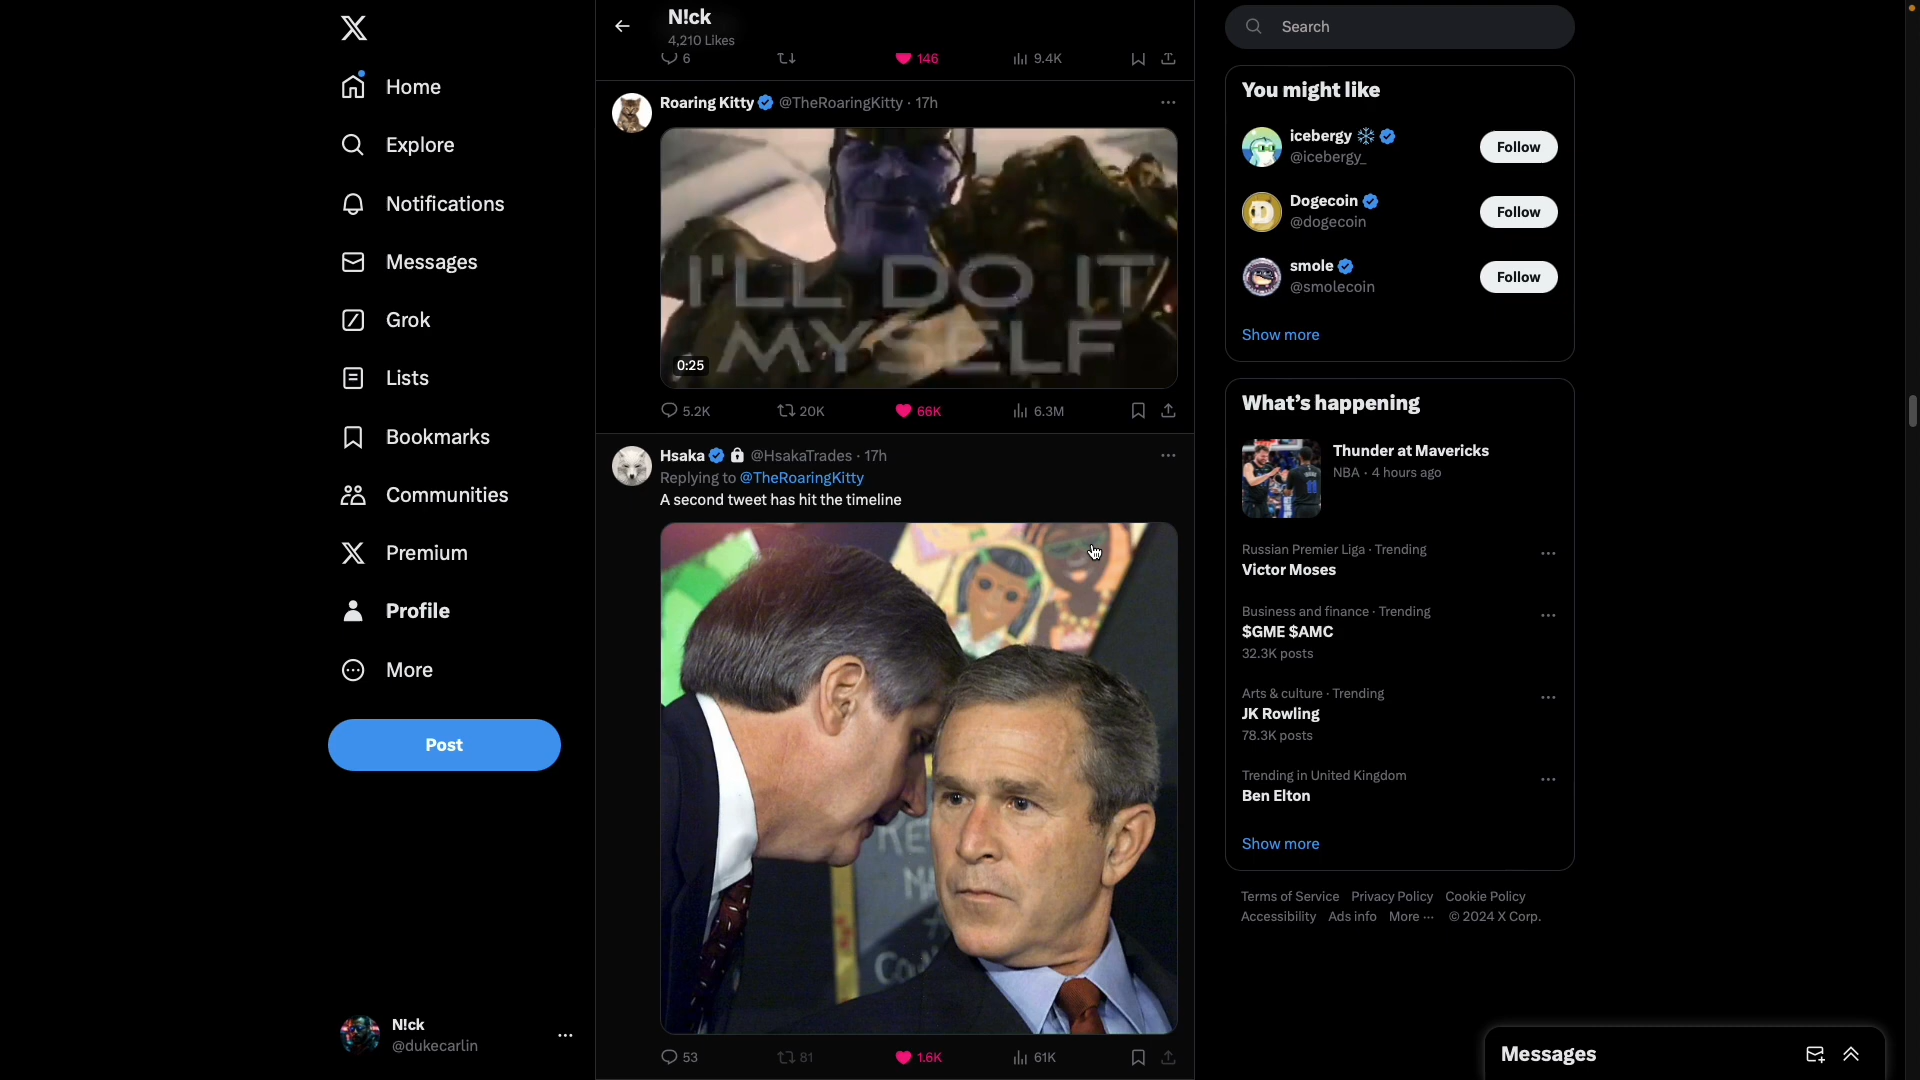 Home
Explore
Notifications
Messages
Grok
Lists
Bookmarks
Communities
Premium
Profile
More
Post
N!ck
@dukecarlin
N!ck
4,210 Likes
6
146
9.4K
Roaring Kitty @TheRoaringKitty · 17h
I'LL DO IT
MYSELF
0:25
5.2K
20K
66K
6.3M
Hsaka @HsakaTrades · 17h
Replying to @TheRoaringKitty
A second tweet has hit the timeline
53
81
1.6K
61K
Search
You might like
icebergy
@icebergy_
Follow
Dogecoin
@dogecoin
Follow
smole
@smolecoin
Follow
Show more
What's happening
Thunder at Mavericks
NBA · 4 hours ago
Russian Premier Liga · Trending
Victor Moses
Business and finance · Trending
$GME $AMC
32.3K posts
Arts & culture · Trending
JK Rowling
78.3K posts
Trending in United Kingdom
Ben Elton
Show more
Terms of Service Privacy Policy Cookie Policy
Accessibility Ads info More ··· © 2024 X Corp.
Messages